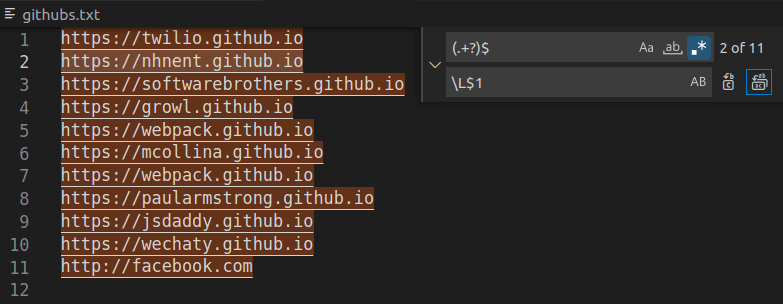 githubs.txt
1 https://twilio.github.io
2 https://nhnent.github.io
3 https://softwarebrothers.github.io
4 https://growl.github.io
5 https://webpack.github.io
6 https://mcollina.github.io
7 https://webpack.github.io
8 https://paularmstrong.github.io
9 https://jsdaddy.github.io
10 https://wechaty.github.io
11 http://facebook.com
12
(.+?)$ Aa ab .* 2 of 11
\L$1 AB